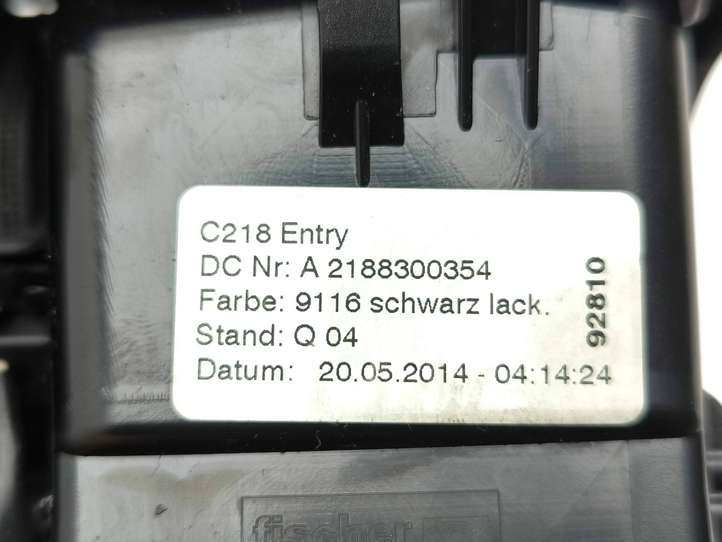 C218 Entry
DC Nr: A 2188300354
Farbe: 9116 schwarz lack.
Stand: Q 04
Datum: 20.05.2014 - 04:14:24
92810
fischer